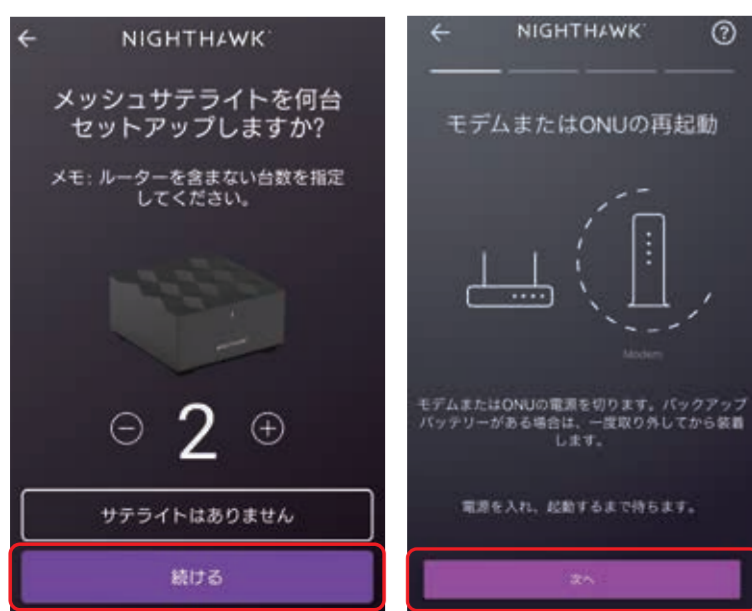 NIGHTHAWK
メッシュサテライトを何台
セットアップしますか?
メモ: ルーターを含まない台数を指定
してください。
2
サテライトはありません
続ける
NIGHTHAWK
?
モデムまたはONUの再起動
Modem
モデムまたはONUの電源を切ります。バックアップ
バッテリーがある場合は、一度取り外してから装着
します。
電源を入れ、起動するまで待ちます。
次へ